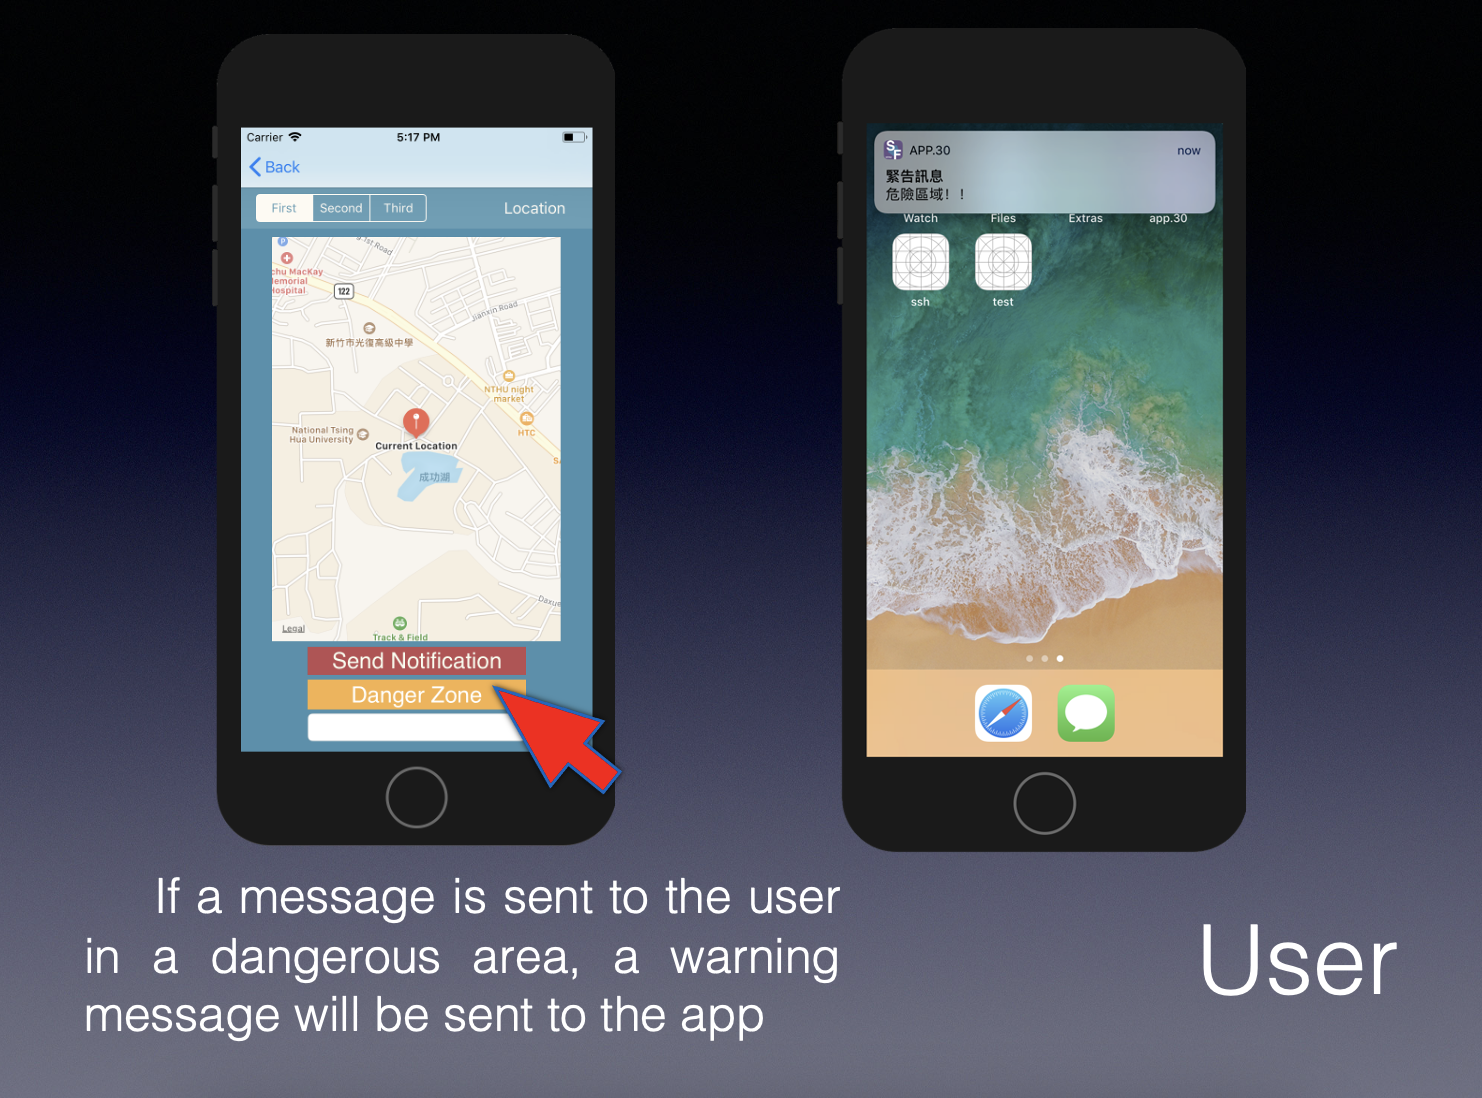 Carrier
5:17 PM
Back
First
Second
Third
Location
P
1st Road
chu MacKay
Memorial
Hospital
122
Jianxin Road
新竹市光復高級中學
NTHU night
market
HTC
National Tsing
Hua University
Current Location
成功湖
Daxue
Legal
Track & Field
Send Notification
Danger Zone
SF
APP.30
now
緊告訊息
危險區域！！
Watch
Files
Extras
app.30
ssh
test
If a message is sent to the user
in a dangerous area, a warning
message will be sent to the app
User